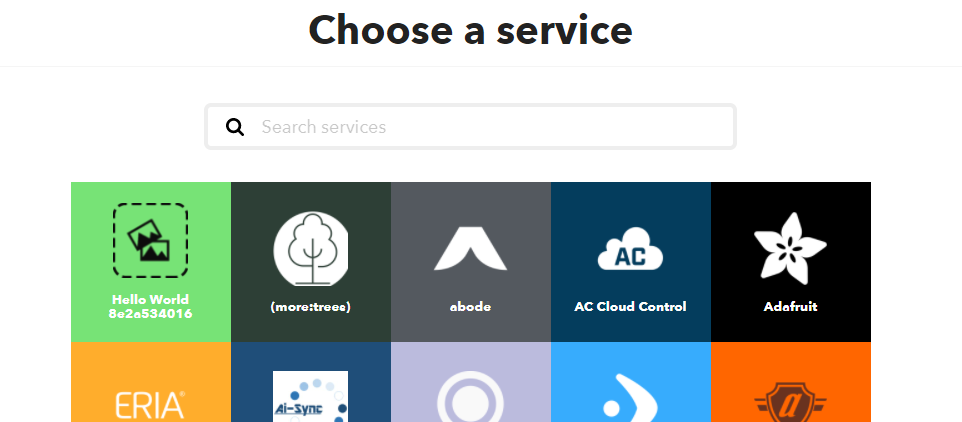 Choose a service
Search services
Hello World
8e2a534016
(more:trees)
abode
AC
AC Cloud Control
Adafruit
ERIA®
Ai-Sync
a